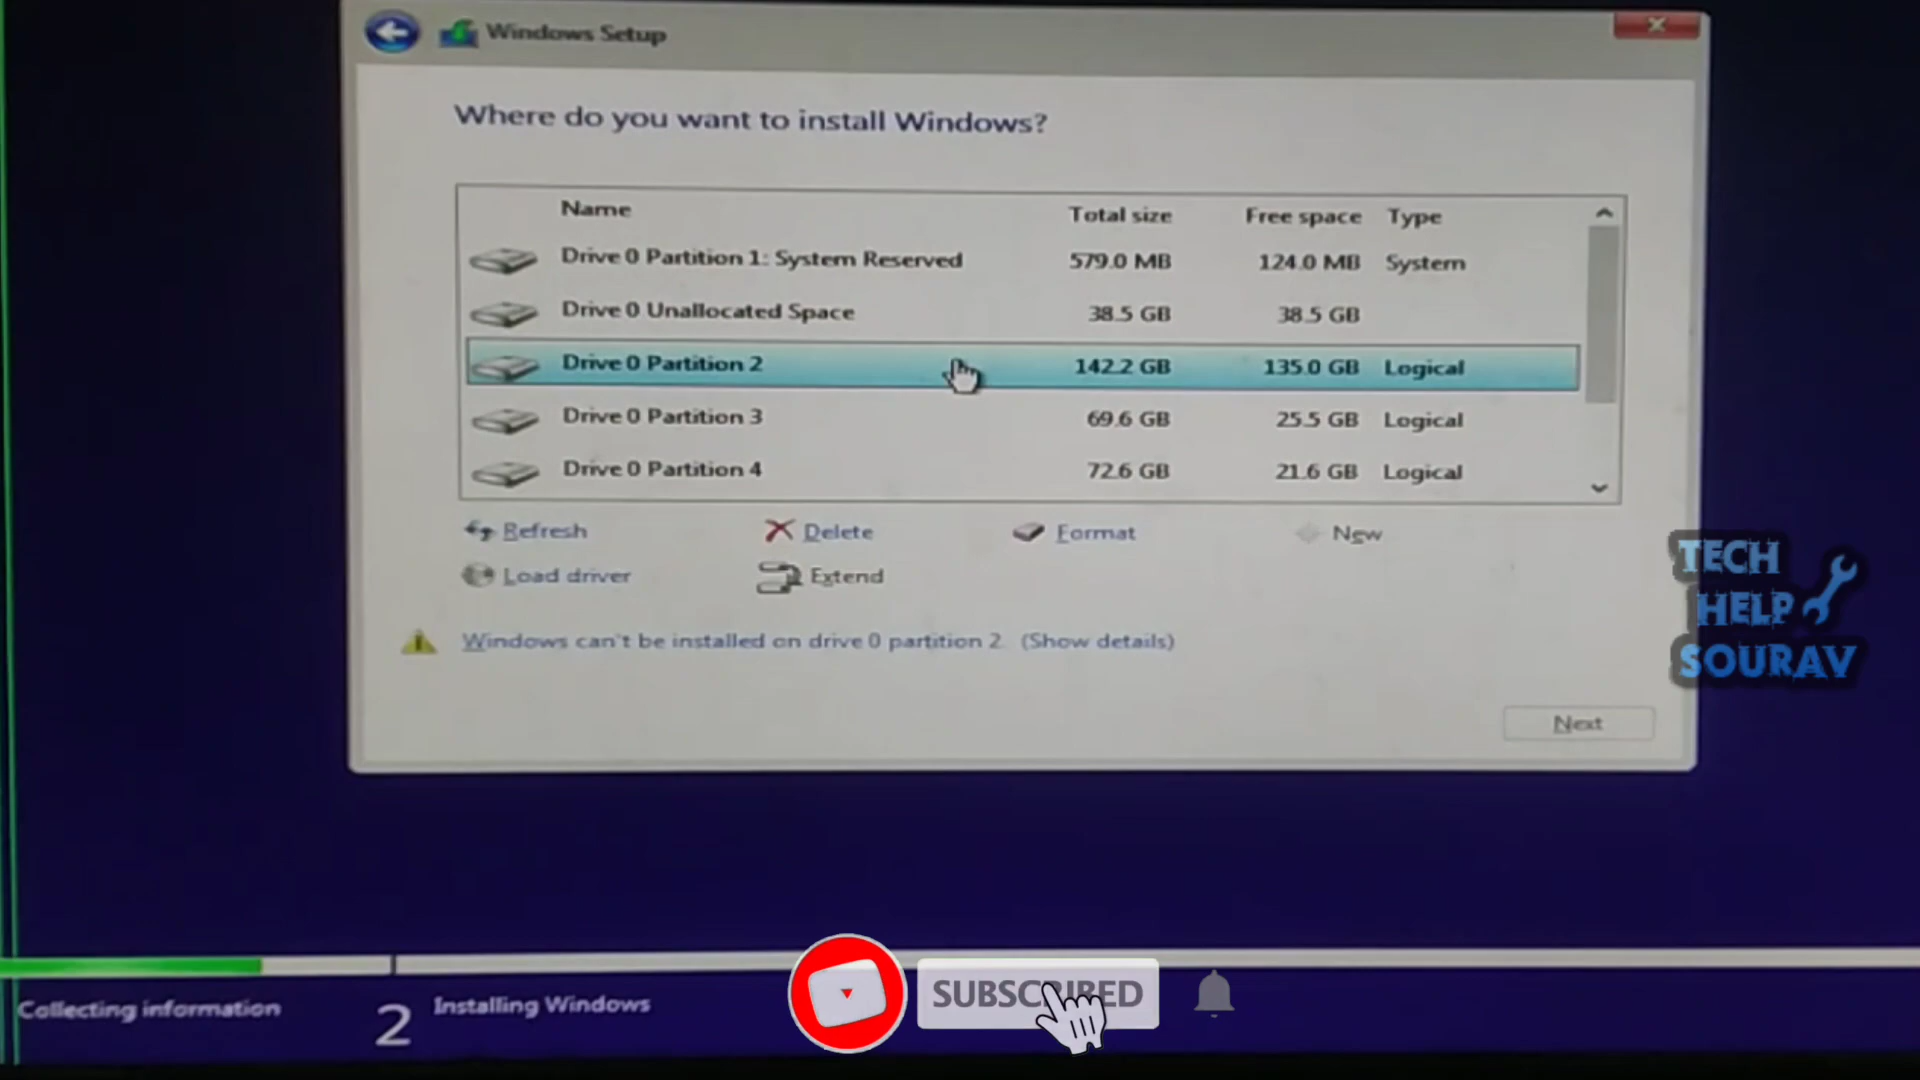 Windows Setup
Where do you want to install Windows?
Name Total size Free space Type
Drive 0 Partition 1: System Reserved 579.0 MB 124.0 MB System
Drive 0 Unallocated Space 38.5 GB 38.5 GB
Drive 0 Partition 2 142.2 GB 135.0 GB Logical
Drive 0 Partition 3 69.6 GB 25.5 GB Logical
Drive 0 Partition 4 72.6 GB 21.6 GB Logical
Refresh Delete Format New
Load driver Extend
Windows can't be installed on drive 0 partition 2. (Show details)
Next
TECH
HELP
SOURAV
Collecting information 2 Installing Windows
SUBSCRIBED